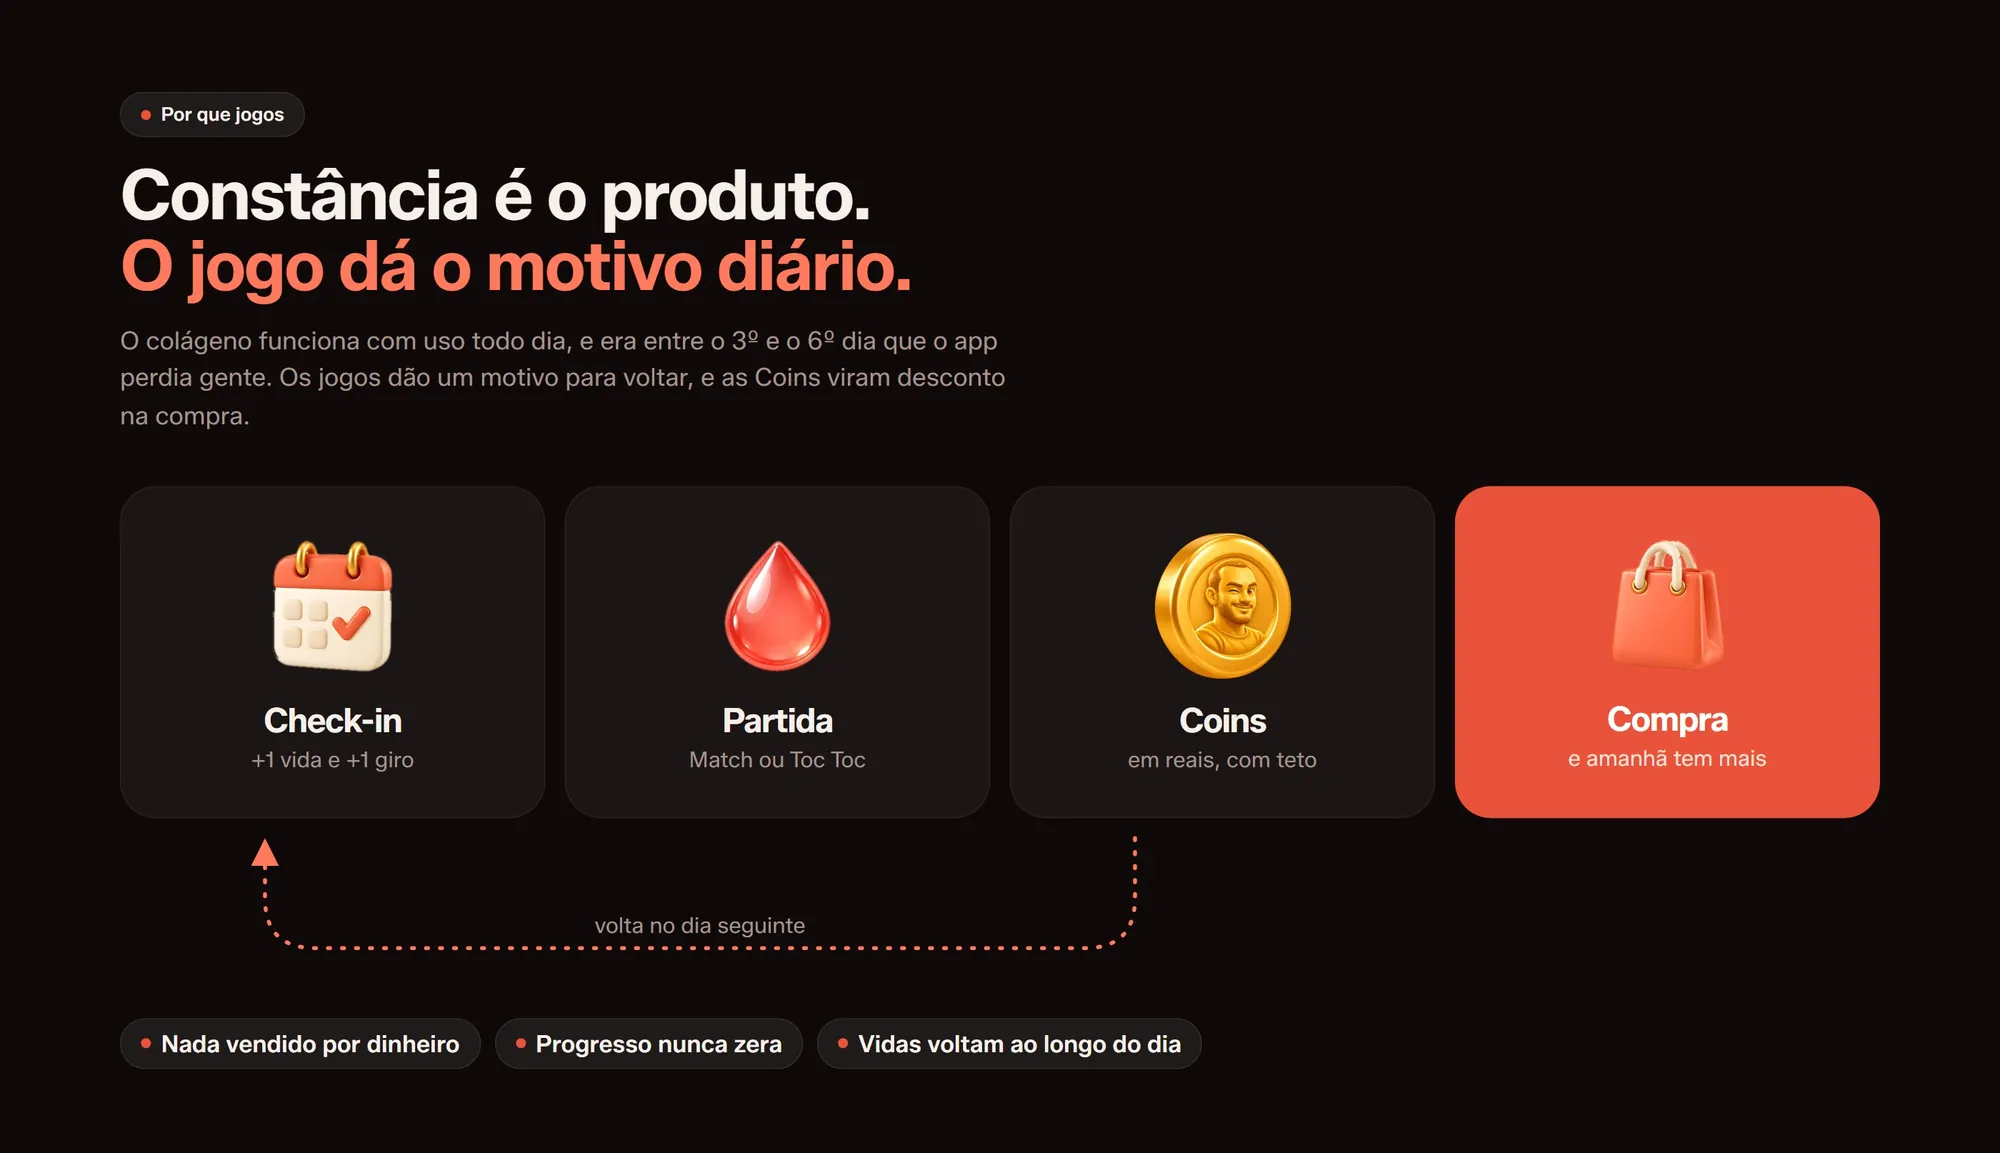 Por que jogos
Constância é o produto.
O jogo dá o motivo diário.
O colágeno funciona com uso todo dia, e era entre o 3º e o 6º dia que o app
perdia gente. Os jogos dão um motivo para voltar, e as Coins viram desconto
na compra.
Check-in
+1 vida e +1 giro
Partida
Match ou Toc Toc
Coins
em reais, com teto
Compra
e amanhã tem mais
volta no dia seguinte
Nada vendido por dinheiro
Progresso nunca zera
Vidas voltam ao longo do dia